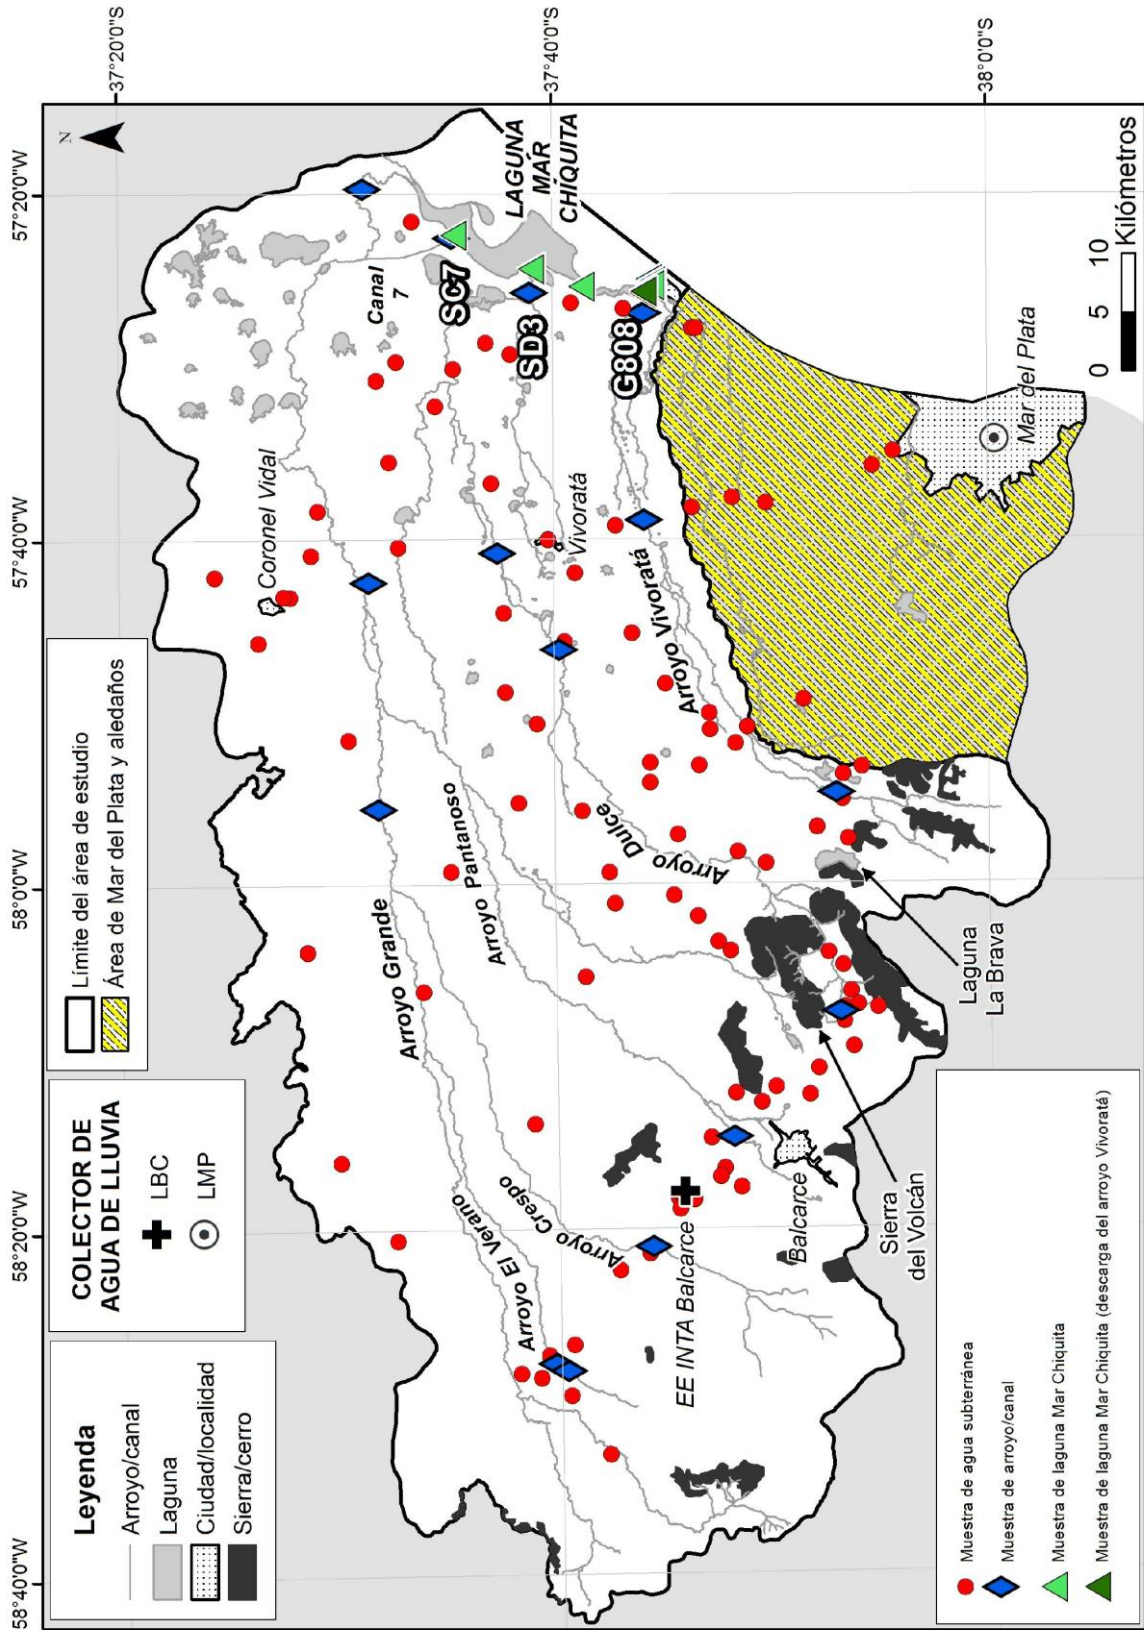 58°40'0"W
58°20'0"W
58°0'0"W
57°40'0"W
57°20'0"W
37°20'0"S
37°40'0"S
38°0'0"S
N
Leyenda
Arroyo/canal
Laguna
Ciudad/localidad
Sierra/cerro
COLECTOR DE
AGUA DE LLUVIA
LBC
LMP
Límite del área de estudio
Área de Mar del Plata y aledaños
Coronel Vidal
Canal
7
SC7
LAGUNA
MAR
CHIQUITA
SD3
G808
Arroyo Grande
Arroyo Pantanoso
Arroyo El Verano
Arroyo Crespo
Arroyo Dulce
Vivoratá
Arroyo Vivoratá
EE INTA Balcarce
Balcarce
Sierra
del Volcán
Laguna
La Brava
Mar del Plata
Muestra de agua subterránea
Muestra de arroyo/canal
Muestra de laguna Mar Chiquita
Muestra de laguna Mar Chiquita (descarga del arroyo Vivoratá)
0 5 10
Kilómetros